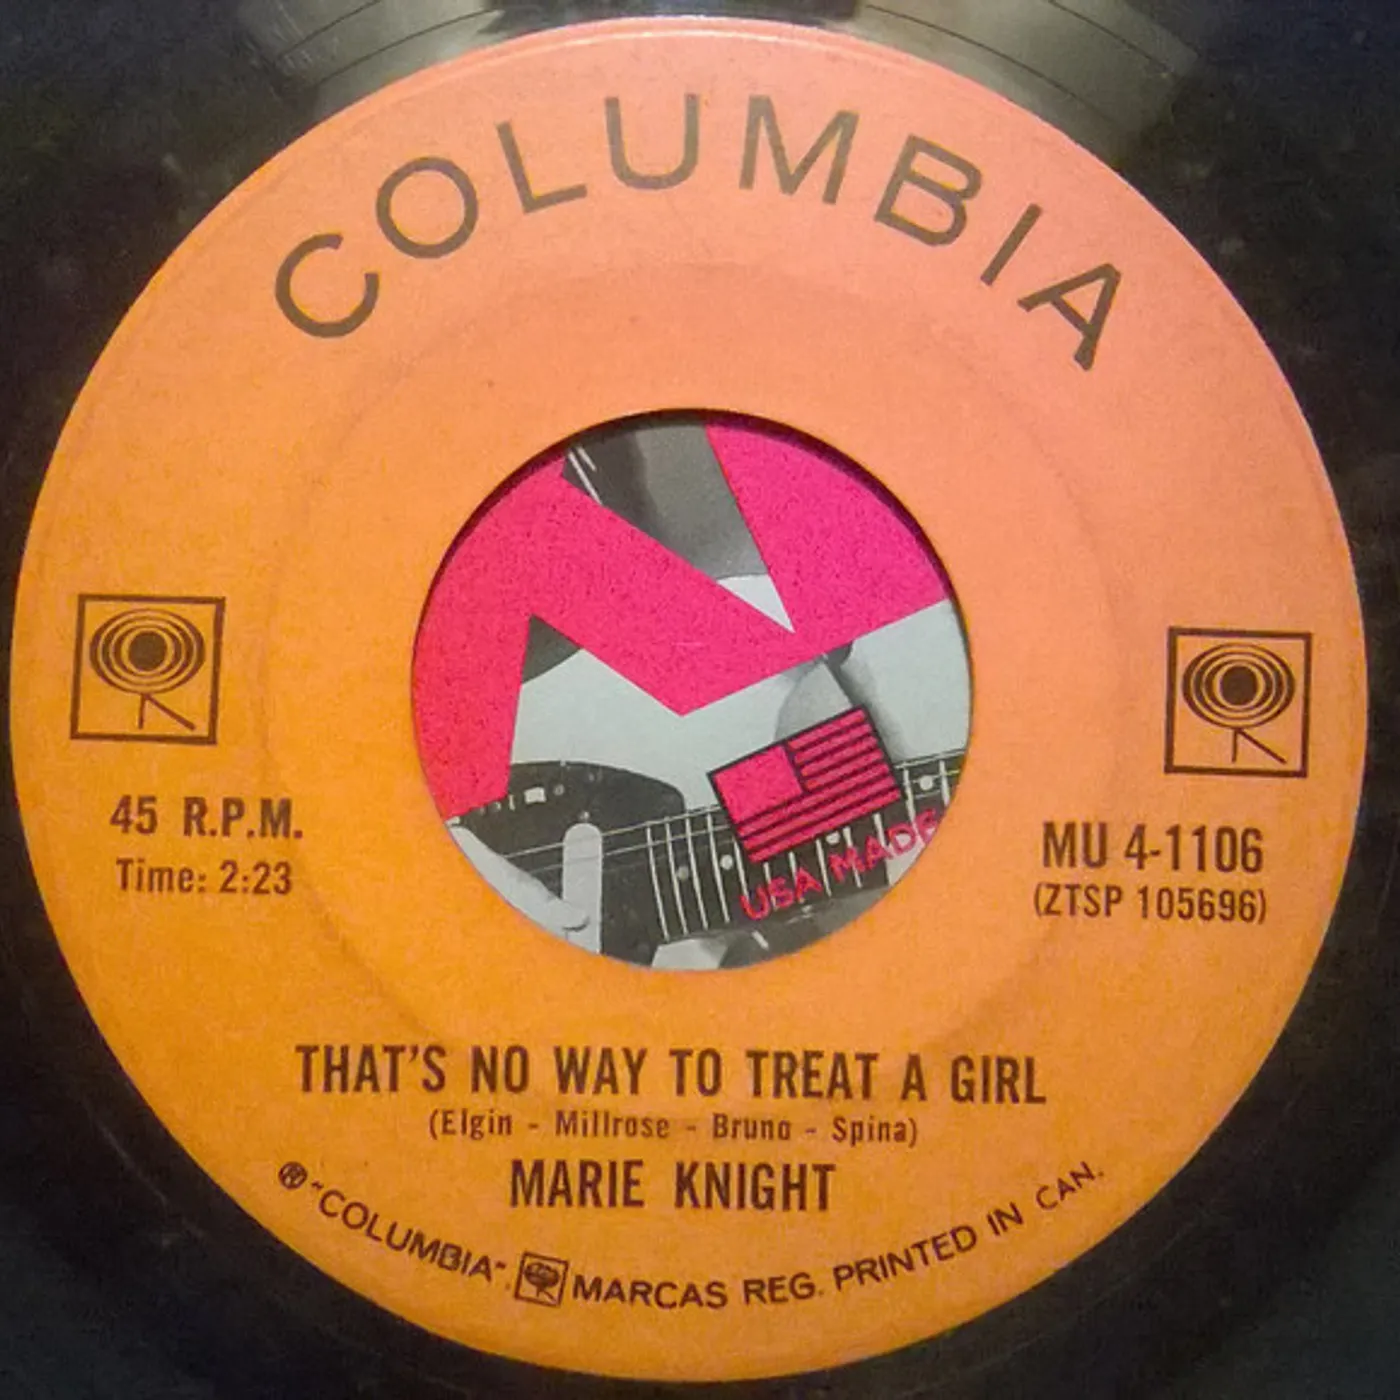 COLUMBIA
45 R.P.M.
Time: 2:23
MU 4-1106
(ZTSP 105696)
USA MADE
THAT'S NO WAY TO TREAT A GIRL
(Elgin - Millrose - Bruno - Spina)
MARIE KNIGHT
® "COLUMBIA". MARCAS REG. PRINTED IN CAN.